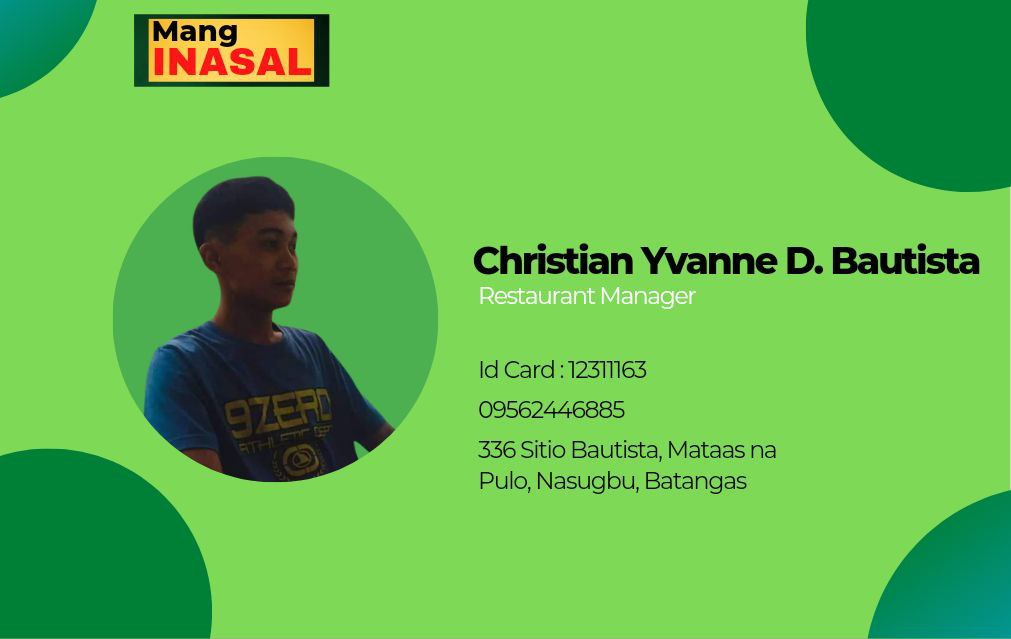 Mang
INASAL
Christian Yvanne D. Bautista
Restaurant Manager
Id Card : 12311163
09562446885
336 Sitio Bautista, Mataas na
Pulo, Nasugbu, Batangas
9ZERO
ATHLETIC DEPT